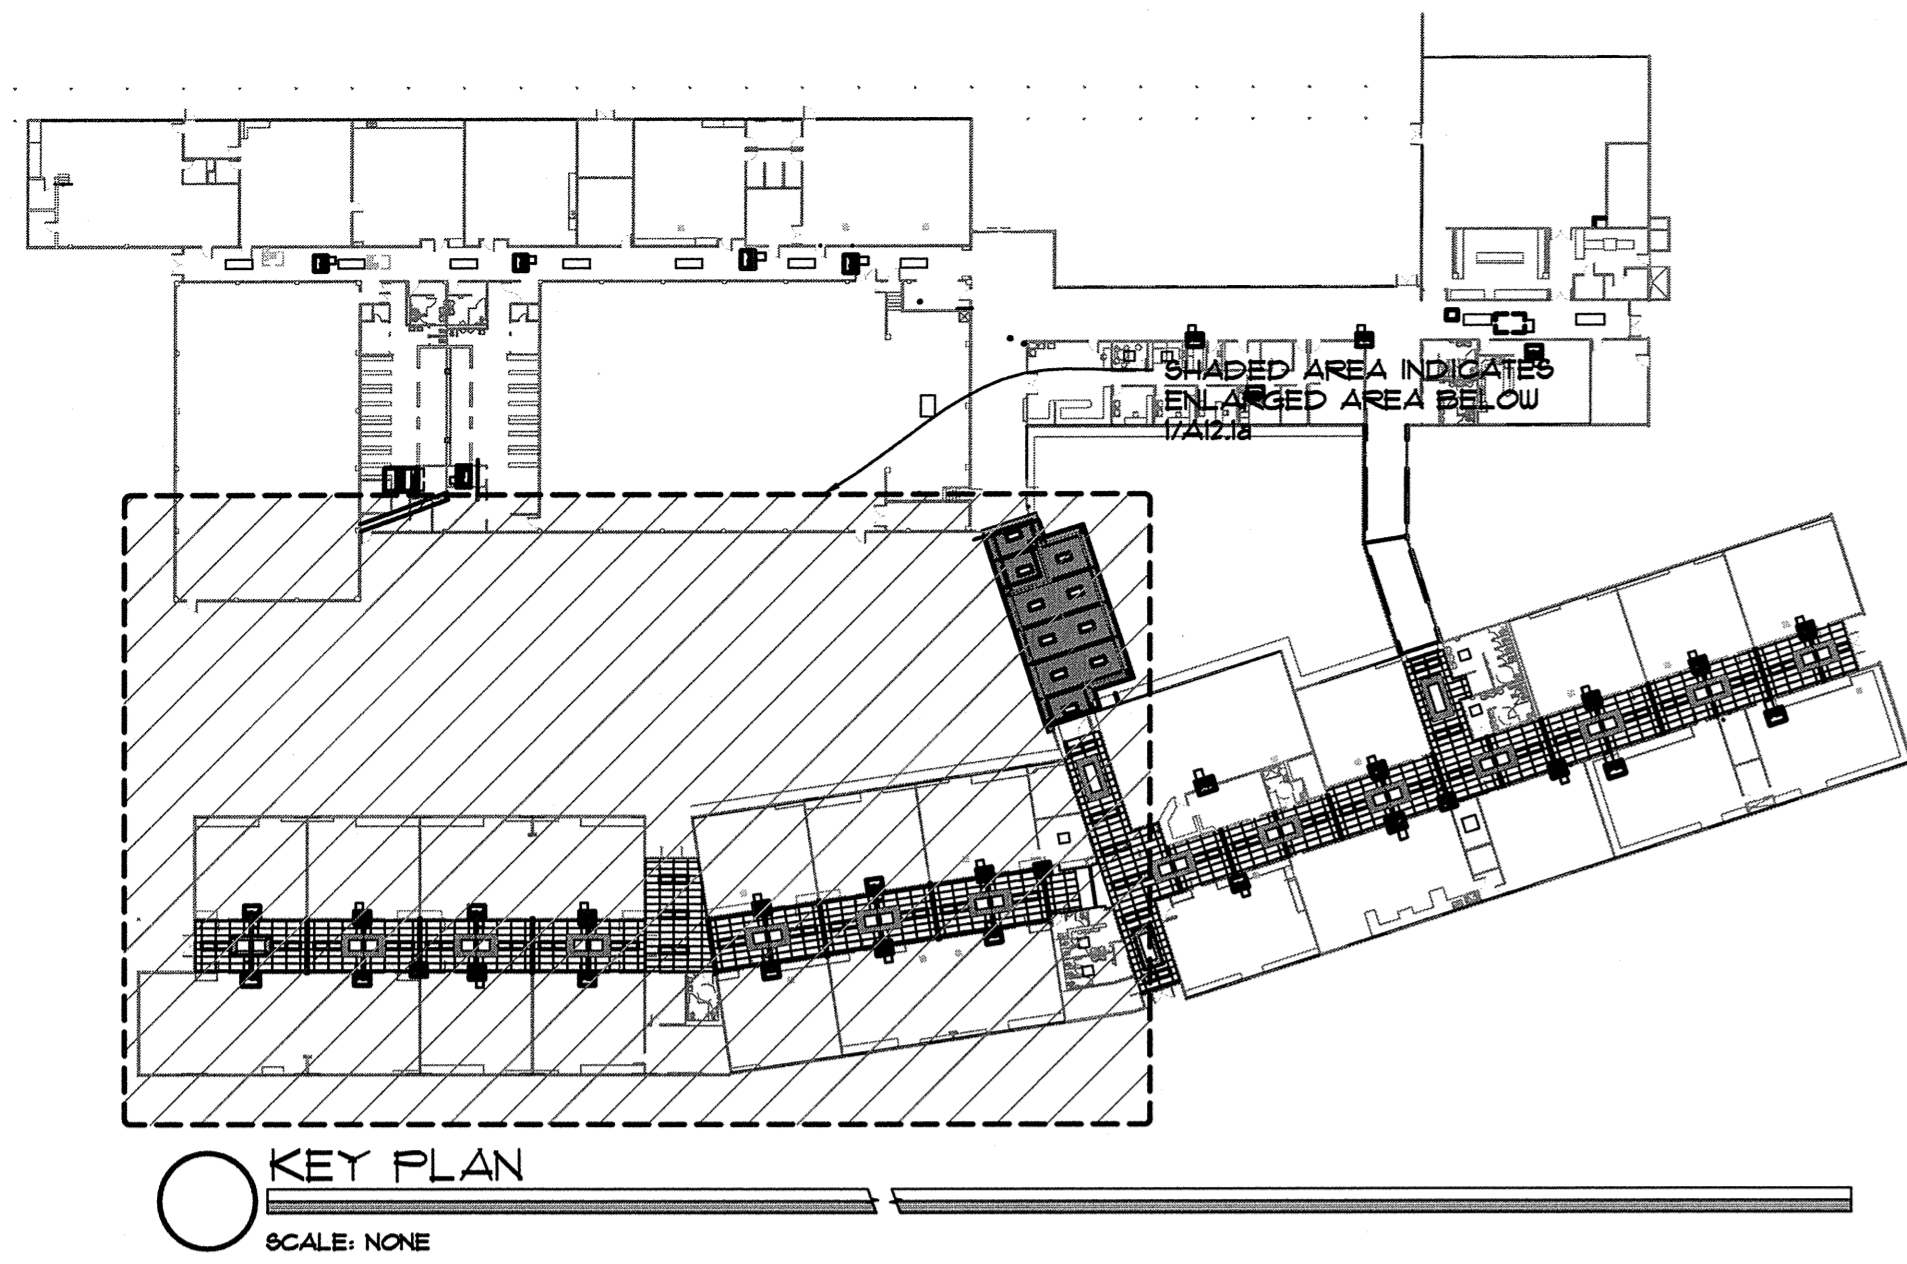 SHADED AREA INDICATES
ENLARGED AREA BELOW
1/A12.1a
KEY PLAN
SCALE: NONE